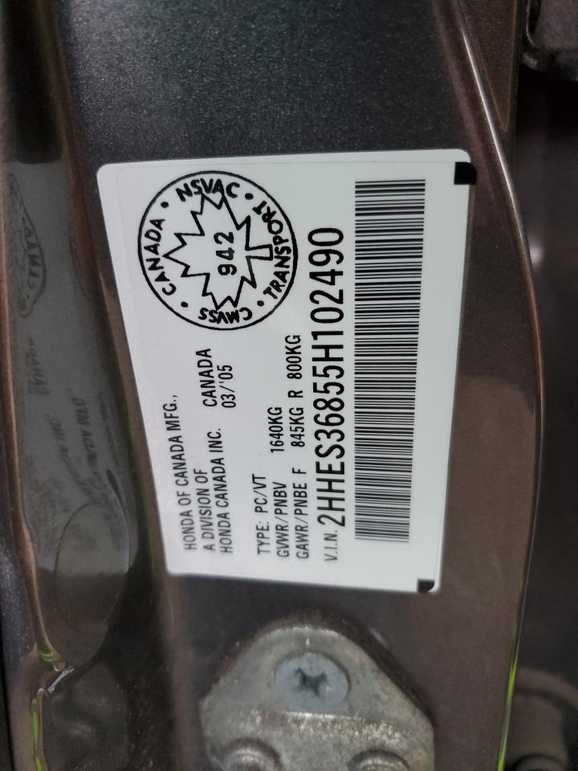 HONDA OF CANADA MFG.,
A DIVISION OF
HONDA CANADA INC. CANADA
03/'05
CANADA · NSVAC · TRANSPORT · CMVSS ·
942
TYPE: PC/VT
GVWR/PNBV 1640KG
GAWR/PNBE F 845KG R 800KG
V.I.N. 2HHES36855H102490